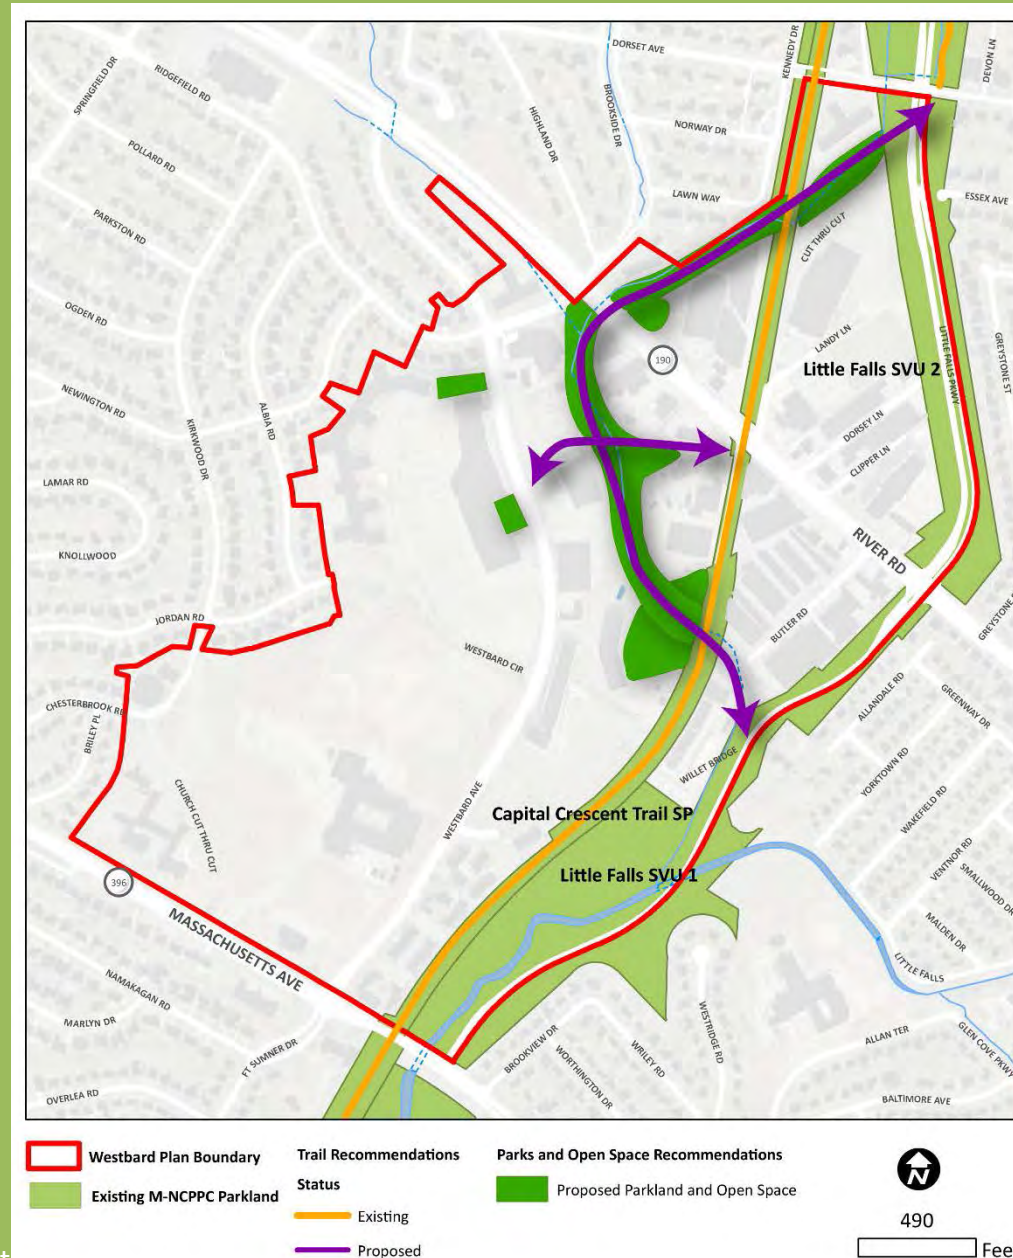 DORSET AVE
KENNEDY DR
DEVON LN
SPRINGFIELD DR
RIDGEFIELD RD
HIGHLAND DR
BROOKSIDE DR
NORWAY DR
POLLARD RD
LAWN WAY
ESSEX AVE
PARKSTON RD
CUT THRU CUT
OGDEN RD
LANDY LN
LITTLE FALLS PKWY
GREYSTONE ST
190
Little Falls SVU 2
NEWINGTON RD
KIRKWOOD DR
ALBIA RD
DORSEY LN
CLIPPER LN
LAMAR RD
KNOLLWOOD
RIVER RD
JORDAN RD
BUTLER RD
GREYSTONE
WESTBARD CIR
ALLANDALE RD
GREENWAY DR
CHESTERBROOK RD
BRILEY PL
WILLET BRIDGE
YORKTOWN RD
WAKEFIELD RD
CHURCH CUT THRU CUT
WESTBARD AVE
Capital Crescent Trail SP
VENTNOR RD
SMALLWOOD DR
Little Falls SVU 1
396
MALDEN DR
MASSACHUSETTS AVE
LITTLE FALLS
NAMAKAGAN RD
MARLYN DR
FT SUMNER DR
BROOKVIEW DR
WORTHINGTON DR
WRILEY RD
WESTRIDGE RD
ALLAN TER
GLEN COVE PKWY
OVERLEA RD
BALTIMORE AVE
Westbard Plan Boundary
Existing M-NCPPC Parkland
Trail Recommendations
Status
Existing
Proposed
Parks and Open Space Recommendations
Proposed Parkland and Open Space
N
490
Fee